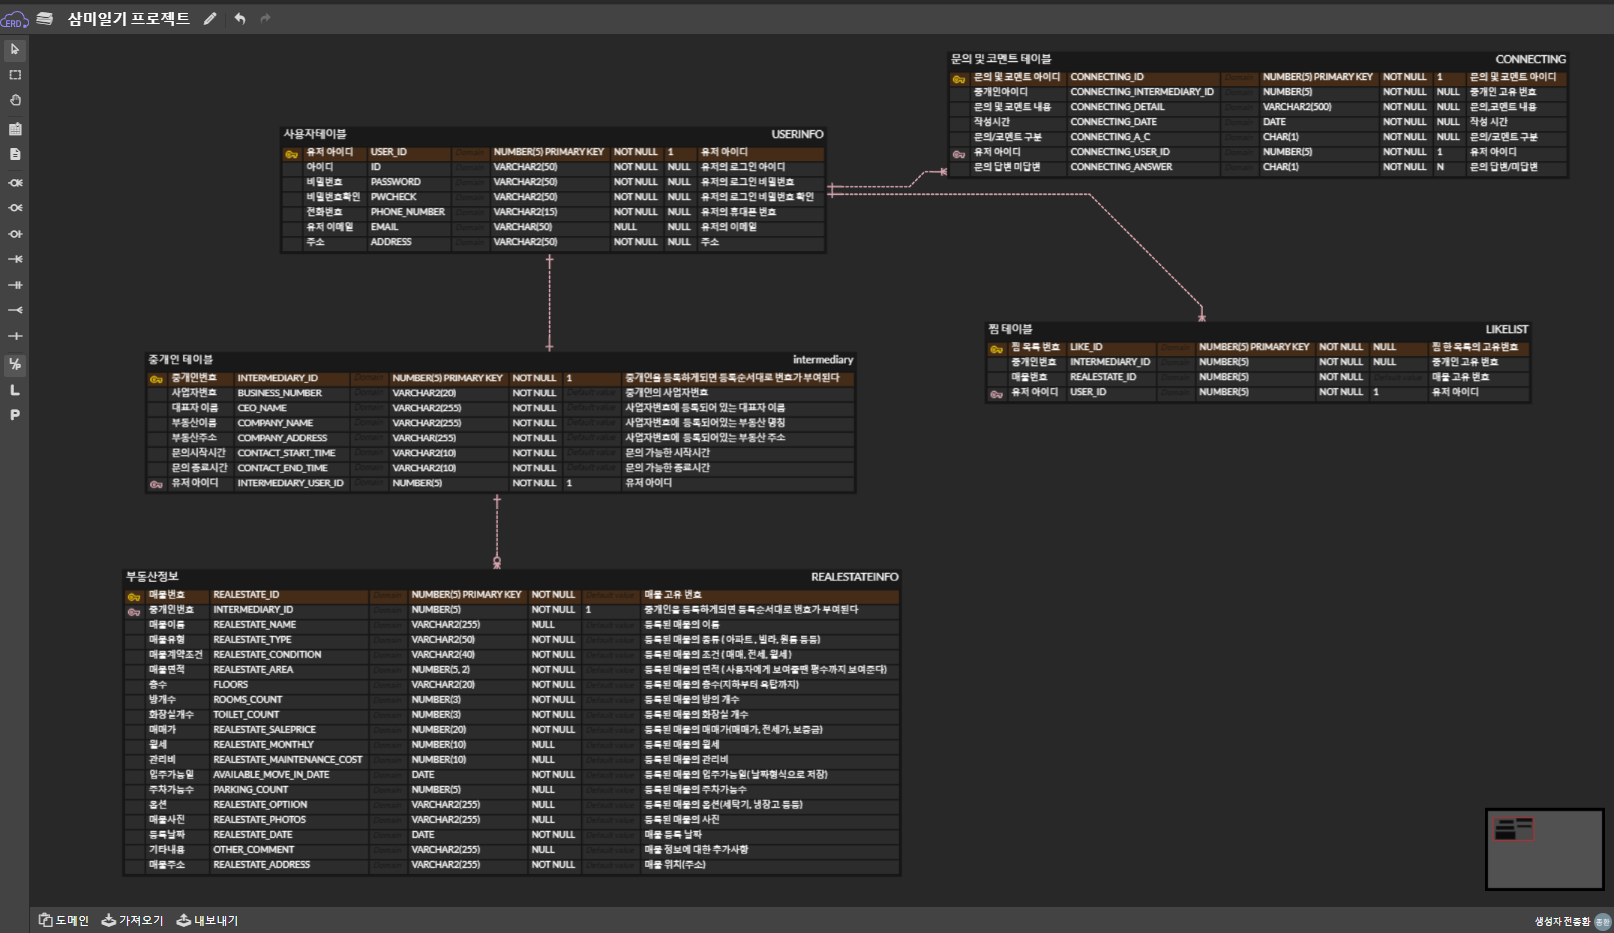 ERD
삼미일기 프로젝트
문의 및 코멘트 테이블 CONNECTING
문의 및 코멘트 아이디 CONNECTING_ID Domain NUMBER(5) PRIMARY KEY NOT NULL 1 문의 및 코멘트 아이디
중개인아이디 CONNECTING_INTERMEDIARY_ID Domain NUMBER(5) NOT NULL NULL 중개인 고유 번호
문의 및 코멘트 내용 CONNECTING_DETAIL Domain VARCHAR2(500) NOT NULL NULL 문의,코멘트 내용
작성시간 CONNECTING_DATE Domain DATE NOT NULL NULL 작성 시간
문의/코멘트 구분 CONNECTING_A_C Domain CHAR(1) NOT NULL NULL 문의/코멘트 구분
유저 아이디 CONNECTING_USER_ID Domain NUMBER(5) NOT NULL 1 유저 아이디
문의 답변 미답변 CONNECTING_ANSWER Domain CHAR(1) NOT NULL N 문의 답변/미답변
사용자테이블 USERINFO
유저 아이디 USER_ID Domain NUMBER(5) PRIMARY KEY NOT NULL 1 유저 아이디
아이디 ID Domain VARCHAR2(50) NOT NULL NULL 유저의 로그인 아이디
비밀번호 PASSWORD Domain VARCHAR2(50) NOT NULL NULL 유저의 로그인 비밀번호
비밀번호확인 PWCHECK Domain VARCHAR2(50) NOT NULL NULL 유저의 로그인 비밀번호 확인
전화번호 PHONE_NUMBER Domain VARCHAR2(15) NOT NULL NULL 유저의 휴대폰 번호
유저 이메일 EMAIL Domain VARCHAR(50) NULL NULL 유저의 이메일
주소 ADDRESS Domain VARCHAR2(50) NOT NULL NULL 주소
찜 테이블 LIKELIST
찜 목록 번호 LIKE_ID Domain NUMBER(5) PRIMARY KEY NOT NULL NULL 찜 한 목록의 고유번호
중개인번호 INTERMEDIARY_ID Domain NUMBER(5) NOT NULL NULL 중개인 고유 번호
매물번호 REALESTATE_ID Domain NUMBER(5) NOT NULL Default value 매물 고유 번호
유저 아이디 USER_ID Domain NUMBER(5) NOT NULL 1 유저 아이디
중개인 테이블 intermediary
중개인번호 INTERMEDIARY_ID Domain NUMBER(5) PRIMARY KEY NOT NULL 1 중개인을 등록하게되면 등록순서대로 번호가 부여된다
사업자번호 BUSINESS_NUMBER Domain VARCHAR2(20) NOT NULL Default value 중개인의 사업자번호
대표자 이름 CEO_NAME Domain VARCHAR2(255) NOT NULL Default value 사업자번호에 등록되어 있는 대표자 이름
부동산이름 COMPANY_NAME Domain VARCHAR2(255) NOT NULL Default value 사업자번호에 등록되어있는 부동산 명칭
부동산주소 COMPANY_ADDRESS Domain VARCHAR(255) NOT NULL Default value 사업자번호에 등록되어있는 부동산 주소
문의시작시간 CONTACT_START_TIME Domain VARCHAR2(10) NOT NULL Default value 문의 가능한 시작시간
문의 종료시간 CONTACT_END_TIME Domain VARCHAR2(10) NOT NULL Default value 문의 가능한 종료시간
유저 아이디 INTERMEDIARY_USER_ID Domain NUMBER(5) NOT NULL 1 유저 아이디
부동산정보 REALESTATEINFO
매물번호 REALESTATE_ID Domain NUMBER(5) PRIMARY KEY NOT NULL Default value 매물 고유 번호
중개인번호 INTERMEDIARY_ID Domain NUMBER(5) NOT NULL 1 중개인을 등록하게되면 등록순서대로 번호가 부여된다
매물이름 REALESTATE_NAME Domain VARCHAR2(255) NULL Default value 등록된 매물의 이름
매물유형 REALESTATE_TYPE Domain VARCHAR2(50) NOT NULL Default value 등록된 매물의 종류 ( 아파트 , 빌라, 원룸 등등)
매물계약조건 REALESTATE_CONDITION Domain VARCHAR2(40) NOT NULL Default value 등록된 매물의 조건 ( 매매, 전세, 월세 )
매물면적 REALESTATE_AREA Domain NUMBER(5, 2) NOT NULL Default value 등록된 매물의 면적 ( 사용자에게 보여줄땐 평수까지 보여준다)
층수 FLOORS Domain VARCHAR2(20) NOT NULL Default value 등록된 매물의 층수(지하부터 옥탑까지)
방개수 ROOMS_COUNT Domain NUMBER(3) NOT NULL Default value 등록된 매물의 방의 개수
화장실개수 TOILET_COUNT Domain NUMBER(3) NOT NULL Default value 등록된 매물의 화장실 개수
매매가 REALESTATE_SALEPRICE Domain NUMBER(20) NOT NULL Default value 등록된 매물의 매매가(매매가, 전세가, 보증금)
월세 REALESTATE_MONTHLY Domain NUMBER(10) NULL Default value 등록된 매물의 월세
관리비 REALESTATE_MAINTENANCE_COST Domain NUMBER(10) NULL Default value 등록된 매물의 관리비
입주가능일 AVAILABLE_MOVE_IN_DATE Domain DATE NOT NULL Default value 등록된 매물의 입주가능일(날짜형식으로 저장)
주차가능수 PARKING_COUNT Domain NUMBER(5) NULL Default value 등록된 매물의 주차가능수
옵션 REALESTATE_OPTIION Domain VARCHAR2(255) NULL Default value 등록된 매물의 옵션(세탁기, 냉장고 등등)
매물사진 REALESTATE_PHOTOS Domain VARCHAR2(255) NULL Default value 등록된 매물의 사진
등록날짜 REALESTATE_DATE Domain DATE NOT NULL Default value 매물 등록 날짜
기타내용 OTHER_COMMENT Domain VARCHAR2(255) NULL Default value 매물 정보에 대한 추가사항
매물주소 REALESTATE_ADDRESS Domain VARCHAR2(255) NOT NULL Default value 매물 위치(주소)
L
P
도메인 가져오기 내보내기
생성자 전종환 종환